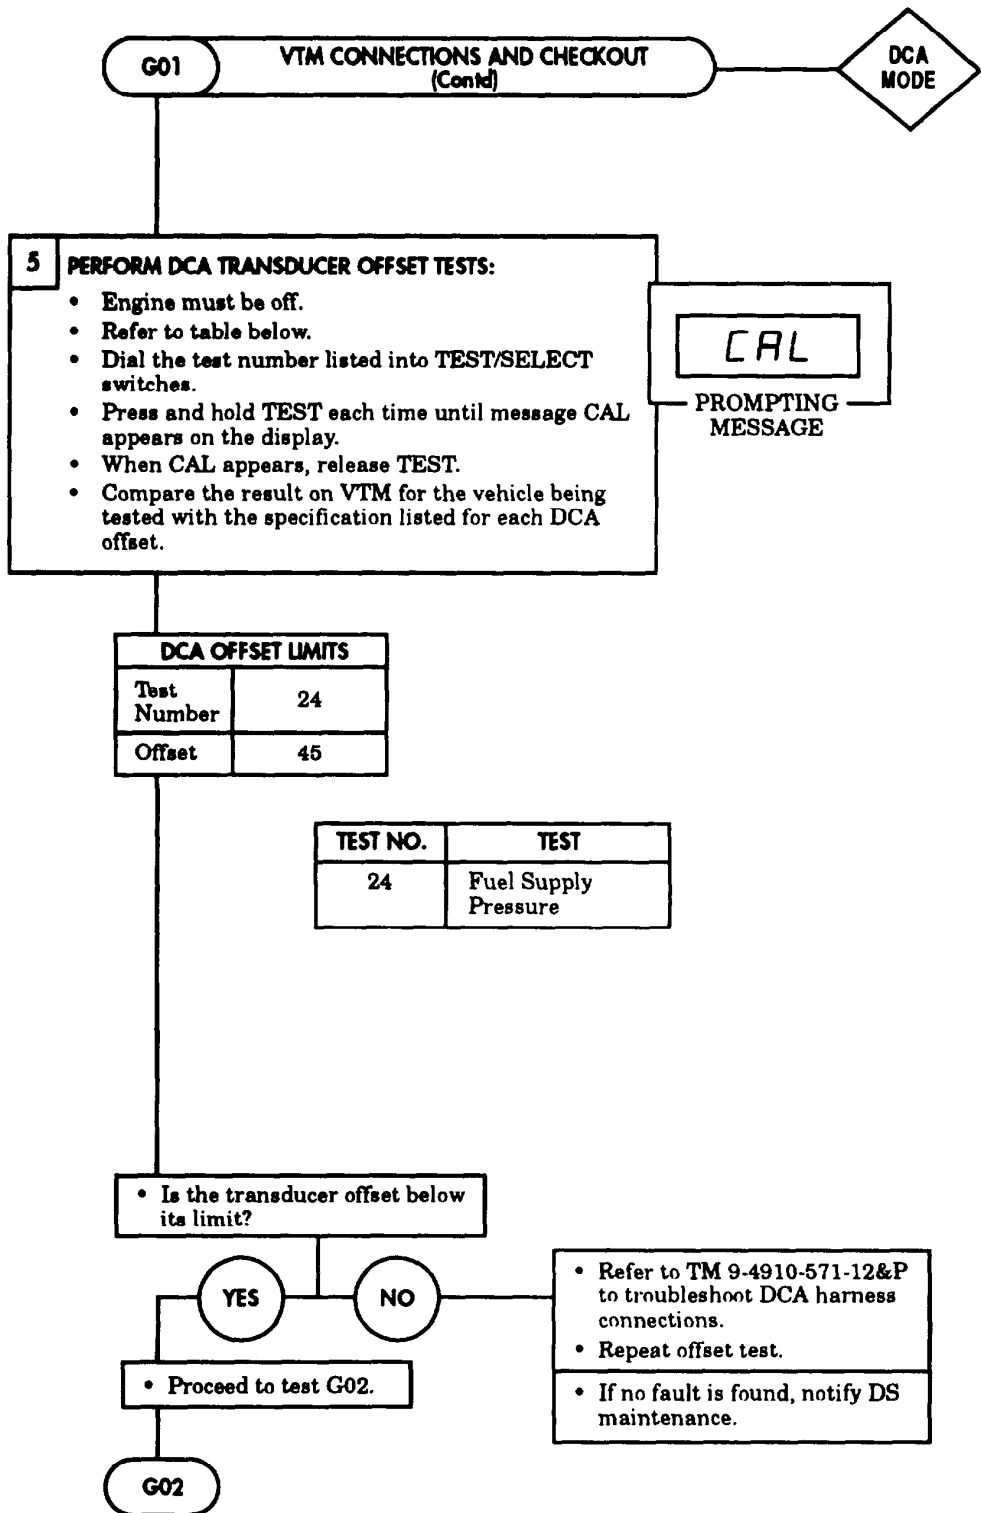 G01
VTM CONNECTIONS AND CHECKOUT
(Contd)
DCA
MODE
5
PERFORM DCA TRANSDUCER OFFSET TESTS:
• Engine must be off.
• Refer to table below.
• Dial the test number listed into TEST/SELECT
switches.
• Press and hold TEST each time until message CAL
appears on the display.
• When CAL appears, release TEST.
• Compare the result on VTM for the vehicle being
tested with the specification listed for each DCA
offset.
CAL
PROMPTING
MESSAGE
DCA OFFSET LIMITS
Test
Number
24
Offset
45
TEST NO.
TEST
24
Fuel Supply
Pressure
• Is the transducer offset below
its limit?
YES
NO
• Refer to TM 9-4910-571-12&P
to troubleshoot DCA harness
connections.
• Repeat offset test.
• If no fault is found, notify DS
maintenance.
• Proceed to test G02.
G02